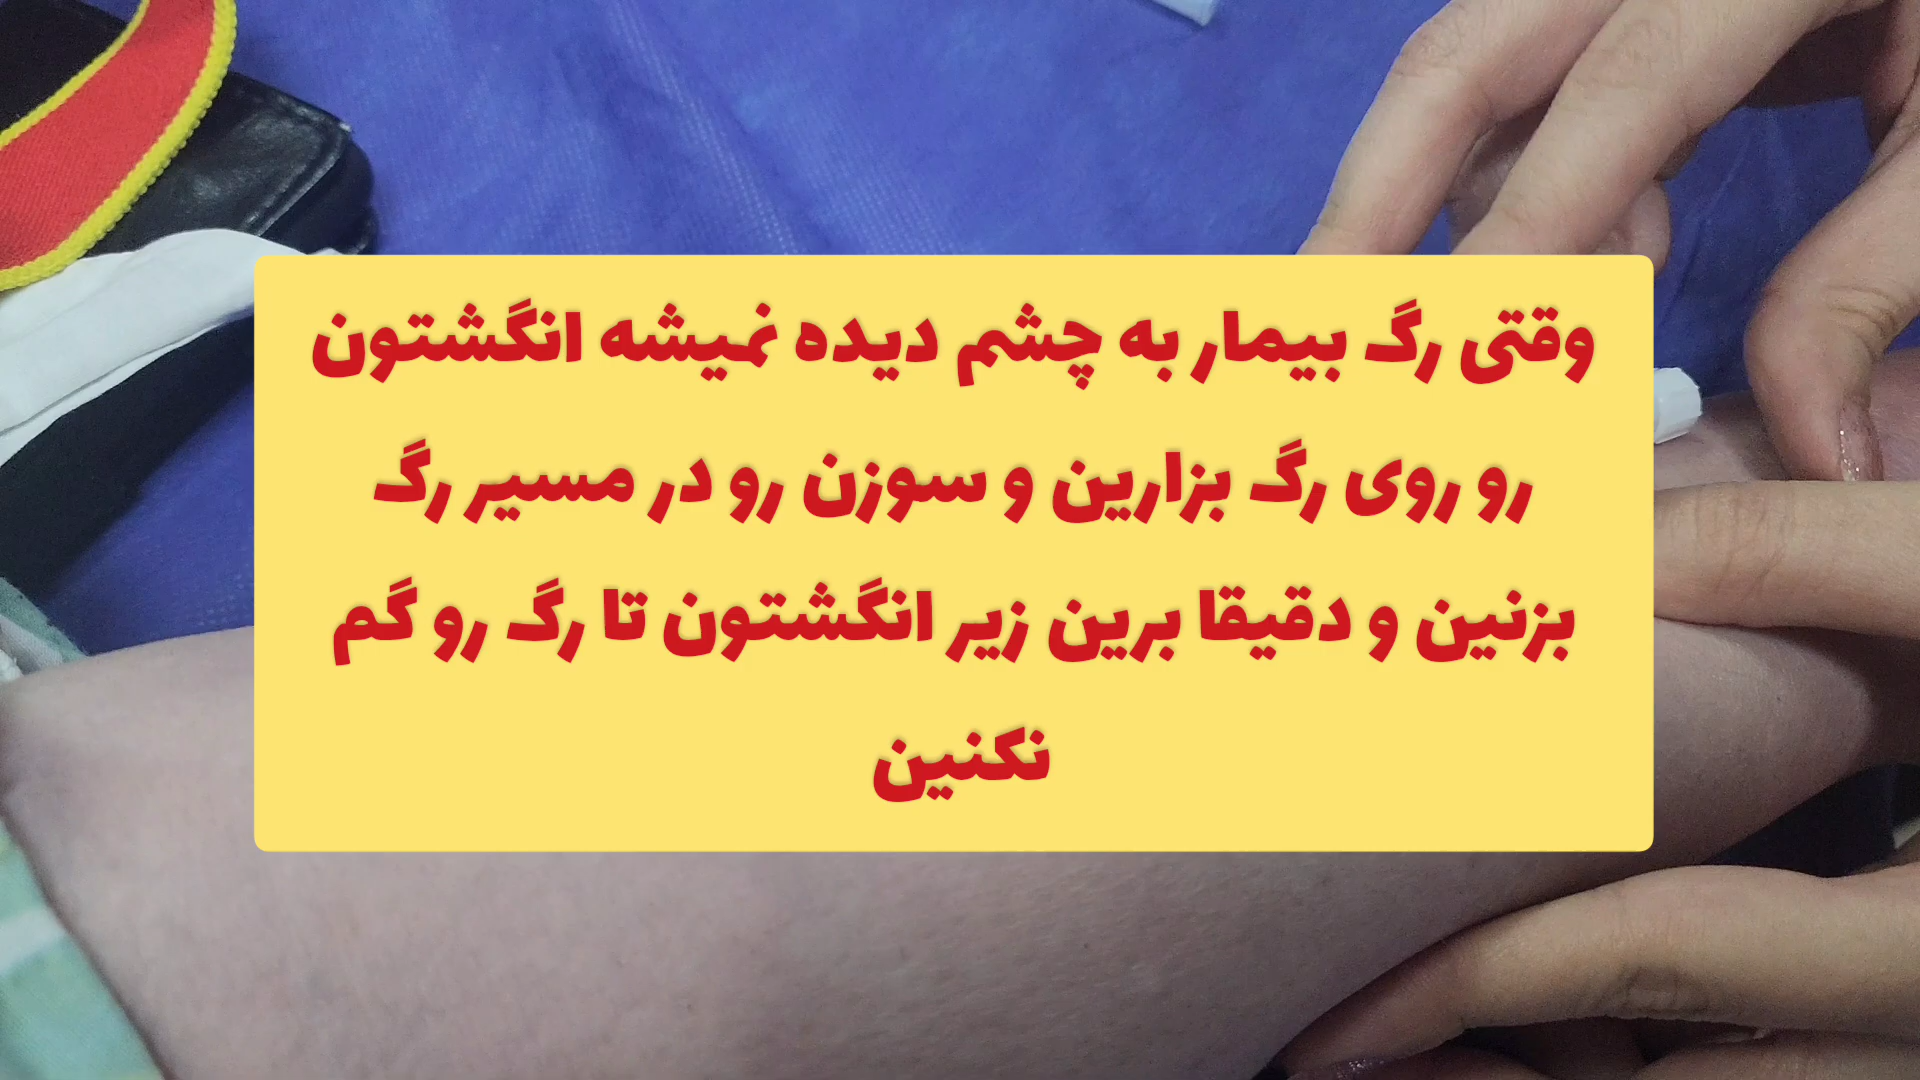 وقتی رگ بیمار به چشم دیده نمیشه انگشتون
رو روی رگ بزارین و سوزن رو در مسیر رگ
بزنین و دقیقا برین زیر انگشتون تا رگ رو گم
نکنین